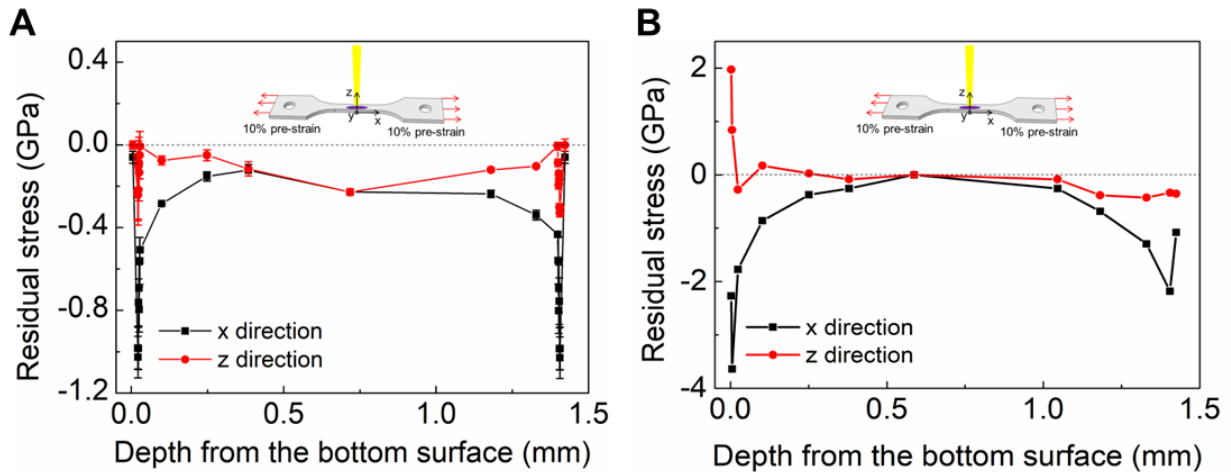 A
Residual stress (GPa)
0.4
0.0
-0.4
-0.8
-1.2
z
y
x
10% pre-strain
10% pre-strain
x direction
z direction
0.0
0.5
1.0
1.5
Depth from the bottom surface (mm)
B
Residual stress (GPa)
2
0
-2
-4
z
y
x
10% pre-strain
10% pre-strain
x direction
z direction
0.0
0.5
1.0
1.5
Depth from the bottom surface (mm)